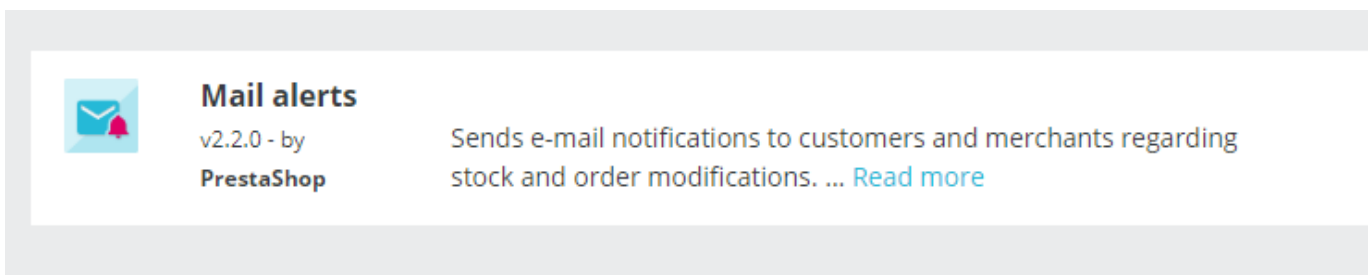 Mail alerts
v2.2.0 - by
PrestaShop
Sends e-mail notifications to customers and merchants regarding
stock and order modifications. ... Read more